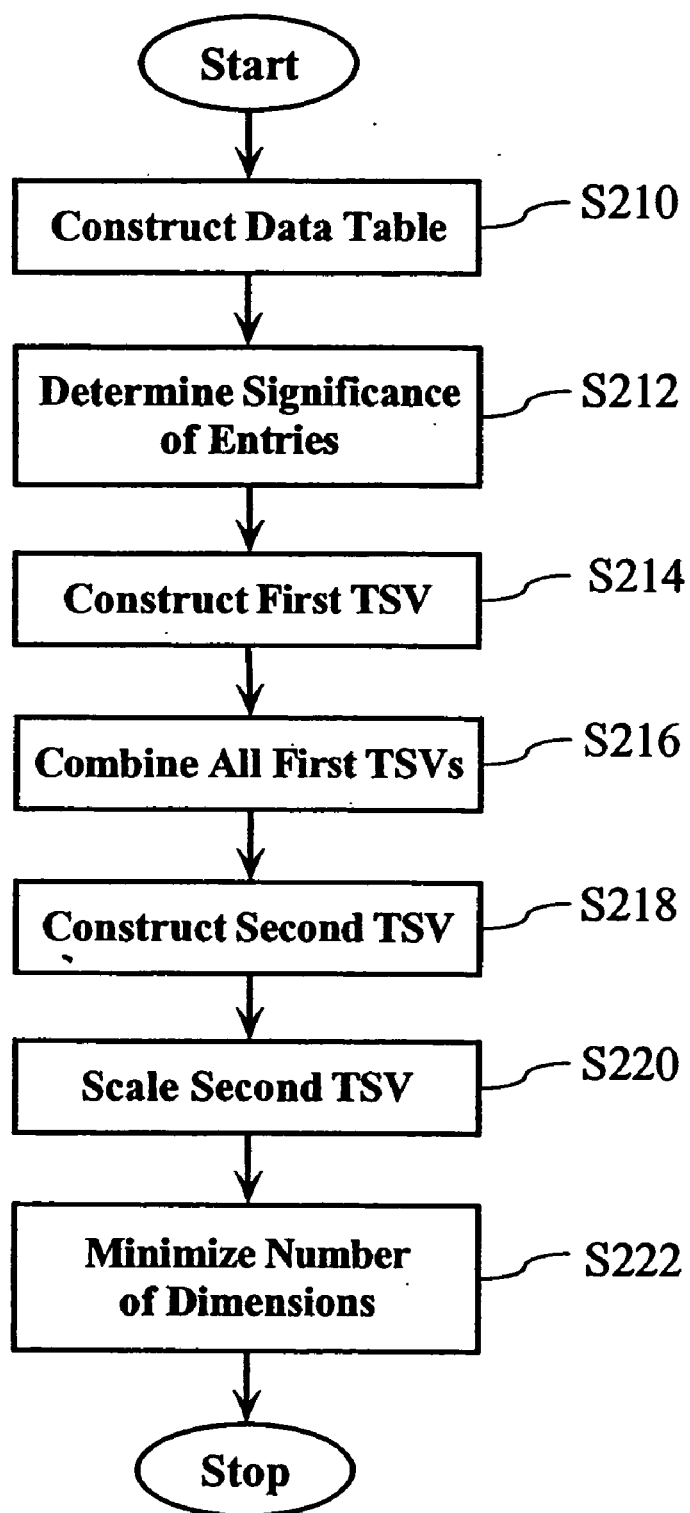 Start
Construct Data Table
S210
Determine Significance
of Entries
S212
Construct First TSV
S214
Combine All First TSVs
S216
Construct Second TSV
S218
Scale Second TSV
S220
Minimize Number
of Dimensions
S222
Stop